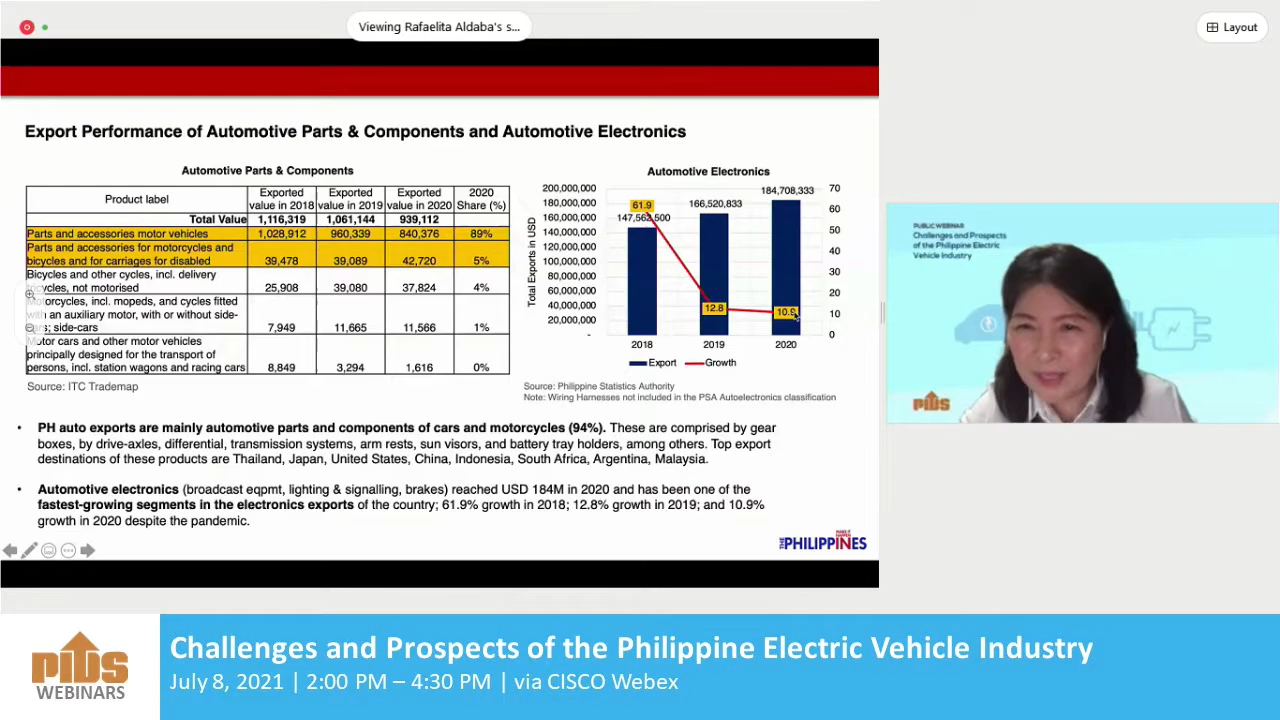 Viewing Rafaelita Aldaba's s...
Layout
Export Performance of Automotive Parts & Components and Automotive Electronics
Automotive Parts & Components
Product label
Exported value in 2018
Exported value in 2019
Exported value in 2020
2020 Share (%)
Total Value 1,116,319 1,061,144 939,112
Parts and accessories motor vehicles 1,028,912 960,339 840,376 89%
Parts and accessories for motorcycles and
bicycles and for carriages for disabled 39,478 39,089 42,720 5%
Bicycles and other cycles, incl. delivery
tricycles, not motorised 25,908 39,080 37,824 4%
Motorcycles, incl. mopeds, and cycles fitted
with an auxiliary motor, with or without side-
cars; side-cars 7,949 11,665 11,566 1%
Motor cars and other motor vehicles
principally designed for the transport of
persons, incl. station wagons and racing cars 8,849 3,294 1,616 0%
Source: ITC Trademap
Automotive Electronics
Total Exports in USD
200,000,000
180,000,000
160,000,000
140,000,000
120,000,000
100,000,000
80,000,000
60,000,000
40,000,000
20,000,000
-
147,562,500
166,520,833
184,708,333
61.9
12.8
10.9
70
60
50
40
30
20
10
0
2018 2019 2020
Export Growth
Source: Philippine Statistics Authority
Note: Wiring Harnesses not included in the PSA Autoelectronics classification
• PH auto exports are mainly automotive parts and components of cars and motorcycles (94%). These are comprised by gear
boxes, by drive-axles, differential, transmission systems, arm rests, sun visors, and battery tray holders, among others. Top export
destinations of these products are Thailand, Japan, United States, China, Indonesia, South Africa, Argentina, Malaysia.
• Automotive electronics (broadcast eqpmt, lighting & signalling, brakes) reached USD 184M in 2020 and has been one of the
fastest-growing segments in the electronics exports of the country; 61.9% growth in 2018; 12.8% growth in 2019; and 10.9%
growth in 2020 despite the pandemic.
MAKE IT HAPPEN IN
THE PHILIPPINES
PUBLIC WEBINAR
Challenges and Prospects
of the Philippine Electric
Vehicle Industry
PIDS
PIDS
WEBINARS
Challenges and Prospects of the Philippine Electric Vehicle Industry
July 8, 2021 | 2:00 PM – 4:30 PM | via CISCO Webex